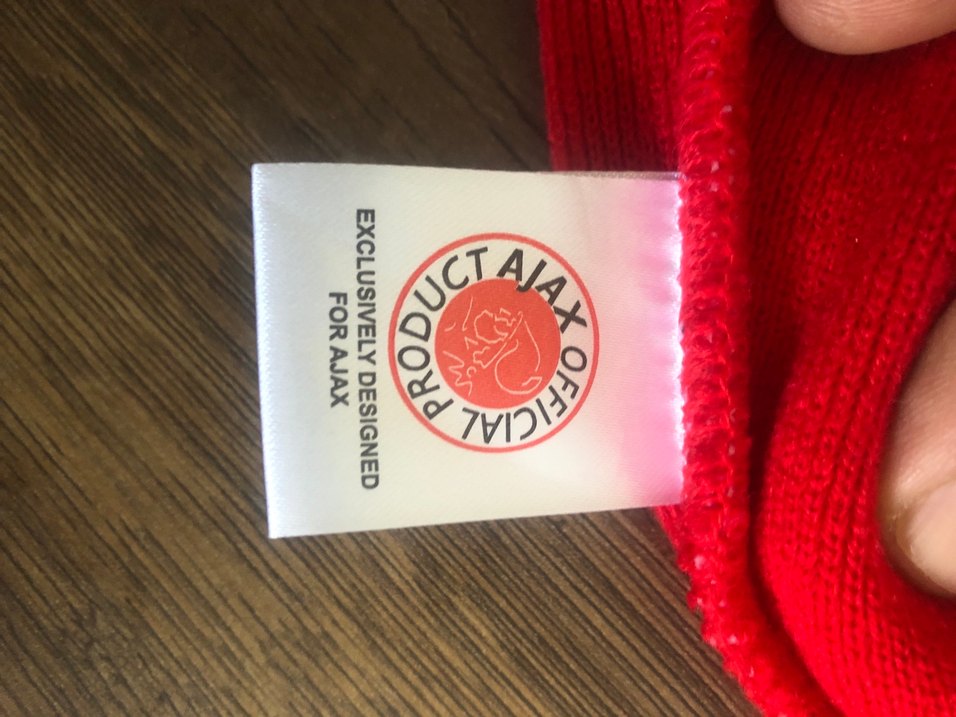 AJAX OFFICIAL PRODUCT
EXCLUSIVELY DESIGNED
FOR AJAX